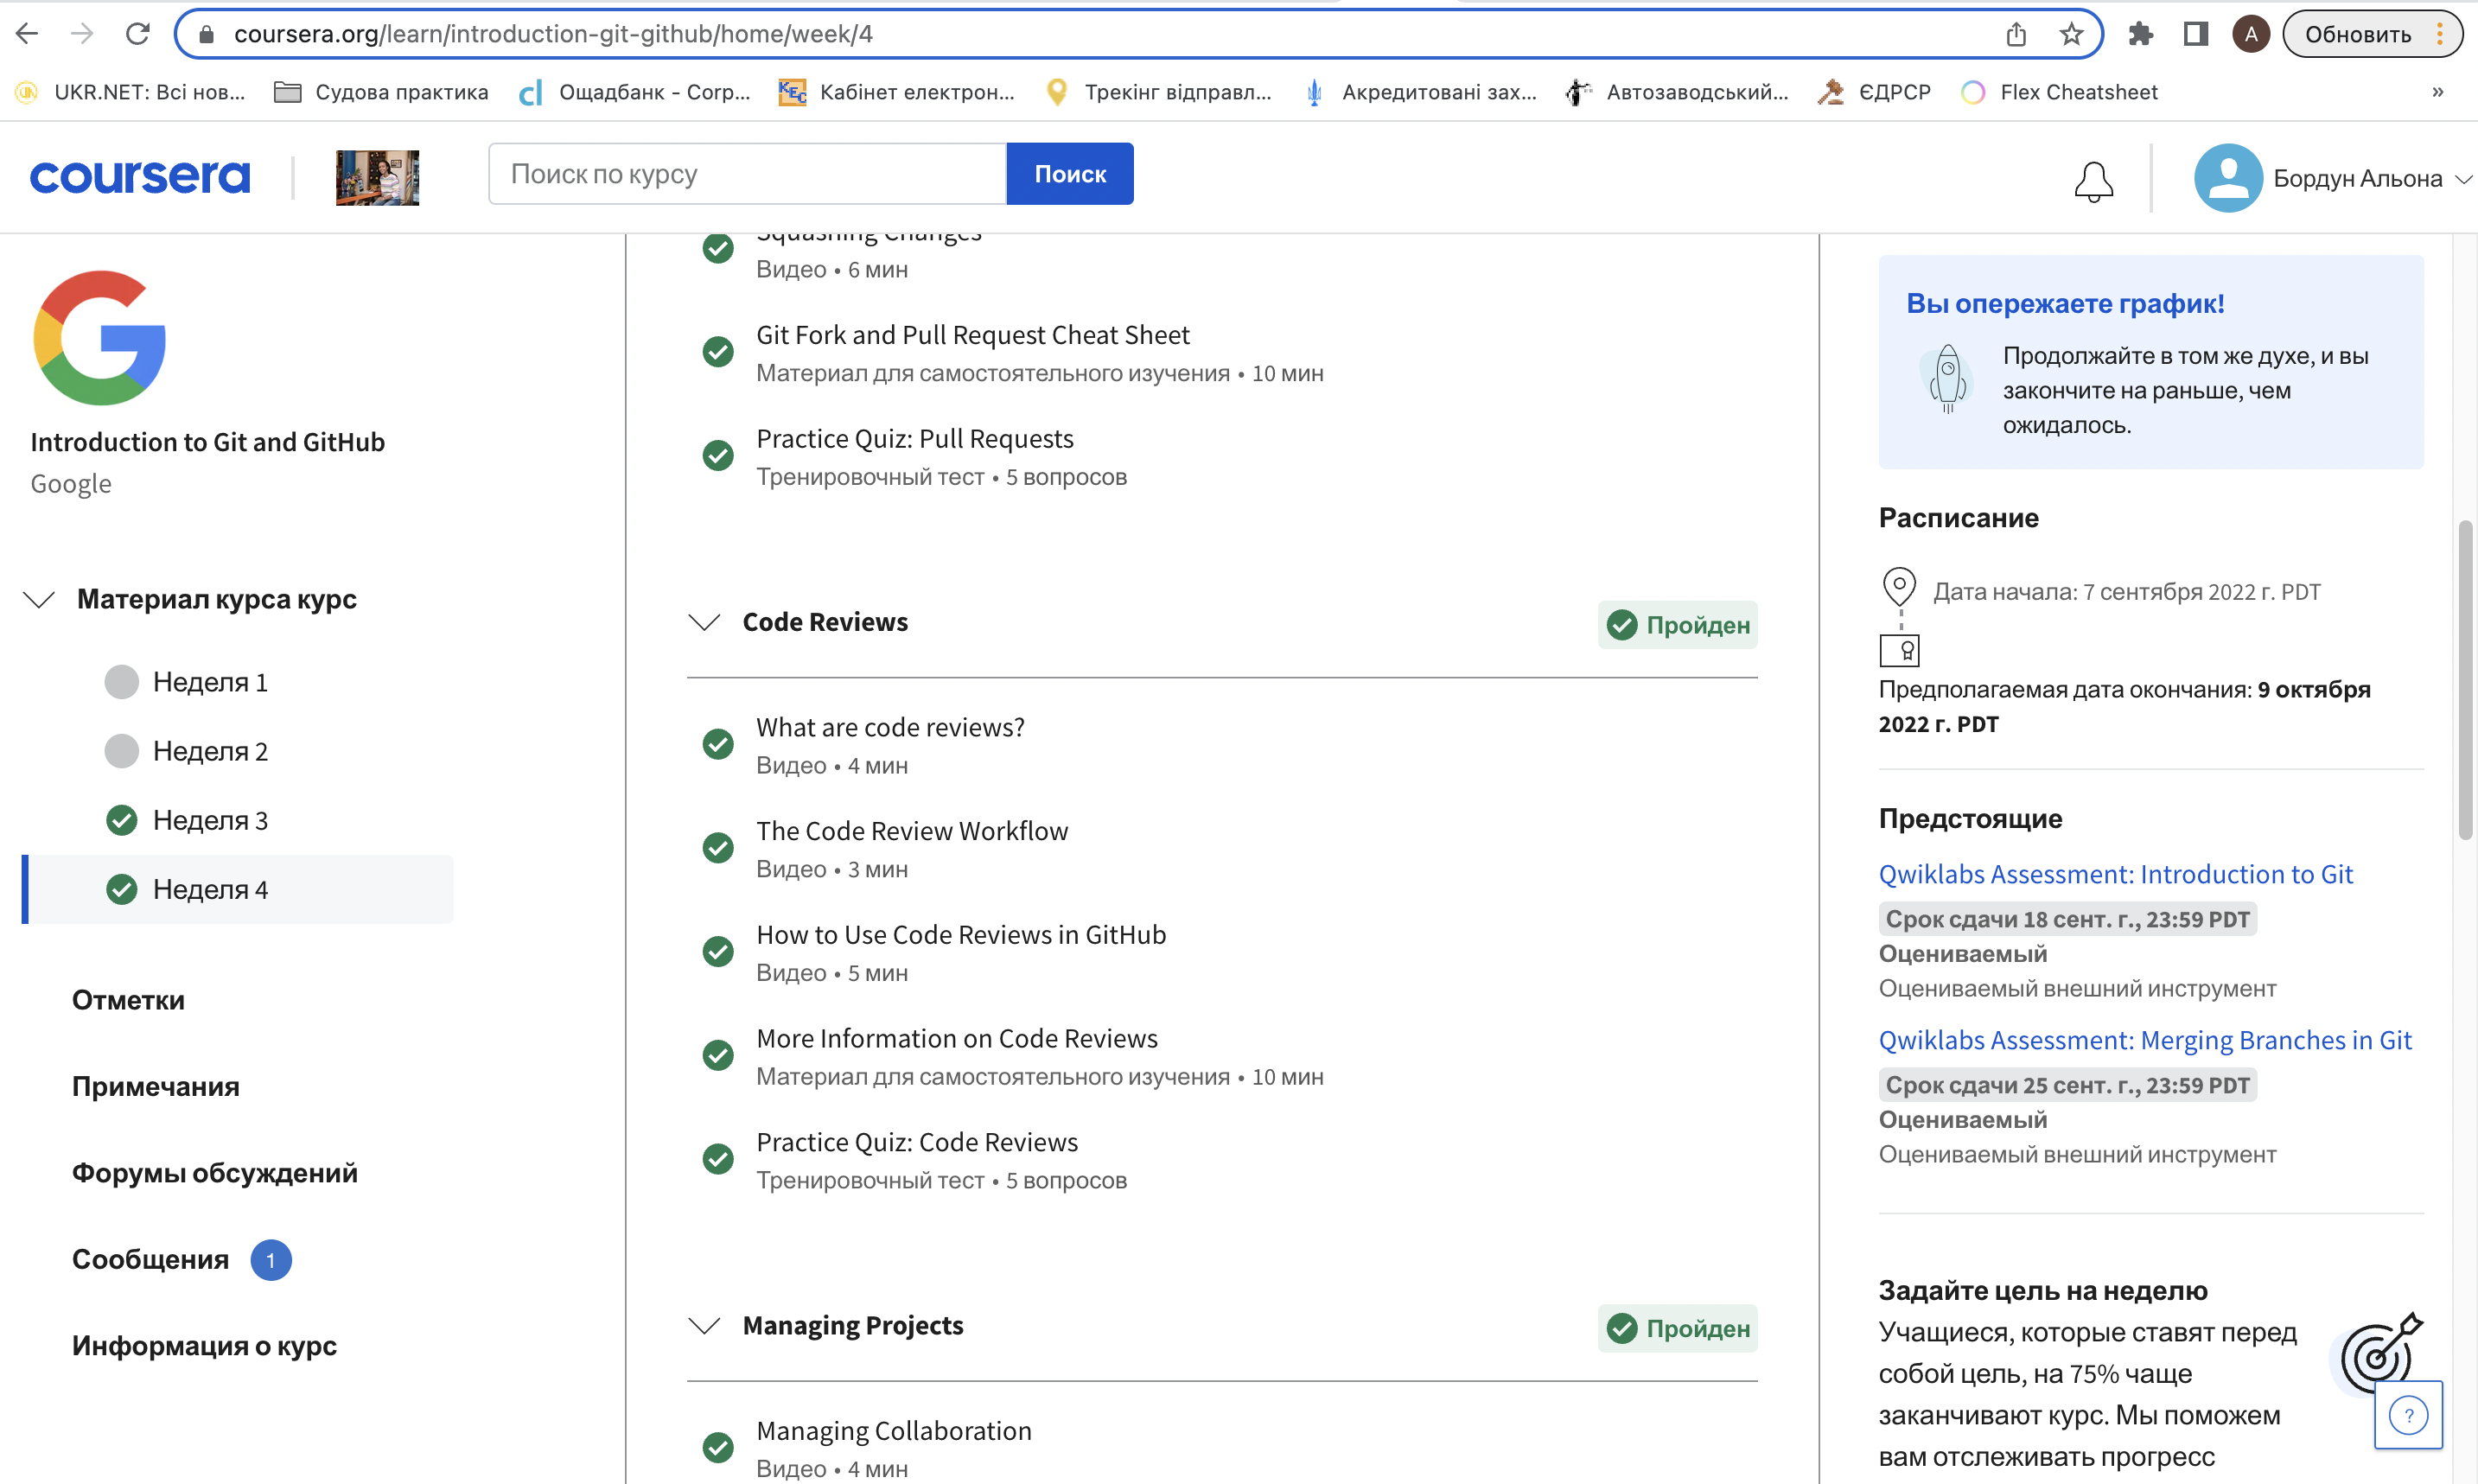 coursera.org/learn/introduction-git-github/home/week/4
A
Обновить
UKR.NET: Всі нов...
Судова практика
Ощадбанк - Corp...
Кабінет електрон...
Трекінг відправл...
Акредитовані зах...
Автозаводський...
ЄДРСР
Flex Cheatsheet
»
coursera
Поиск по курсу
Поиск
Бордун Альона
Introduction to Git and GitHub
Google
Материал курса курс
Неделя 1
Неделя 2
Неделя 3
Неделя 4
Отметки
Примечания
Форумы обсуждений
Сообщения 1
Информация о курс
Squashing Changes
Видео • 6 мин
Git Fork and Pull Request Cheat Sheet
Материал для самостоятельного изучения • 10 мин
Practice Quiz: Pull Requests
Тренировочный тест • 5 вопросов
Code Reviews
Пройден
What are code reviews?
Видео • 4 мин
The Code Review Workflow
Видео • 3 мин
How to Use Code Reviews in GitHub
Видео • 5 мин
More Information on Code Reviews
Материал для самостоятельного изучения • 10 мин
Practice Quiz: Code Reviews
Тренировочный тест • 5 вопросов
Managing Projects
Пройден
Managing Collaboration
Видео • 4 мин
Вы опережаете график!
Продолжайте в том же духе, и вы
закончите на раньше, чем
ожидалось.
Расписание
Дата начала: 7 сентября 2022 г. PDT
Предполагаемая дата окончания: 9 октября
2022 г. PDT
Предстоящие
Qwiklabs Assessment: Introduction to Git
Срок сдачи 18 сент. г., 23:59 PDT
Оцениваемый
Оцениваемый внешний инструмент
Qwiklabs Assessment: Merging Branches in Git
Срок сдачи 25 сент. г., 23:59 PDT
Оцениваемый
Оцениваемый внешний инструмент
Задайте цель на неделю
Учащиеся, которые ставят перед
собой цель, на 75% чаще
заканчивают курс. Мы поможем
вам отслеживать прогресс
?